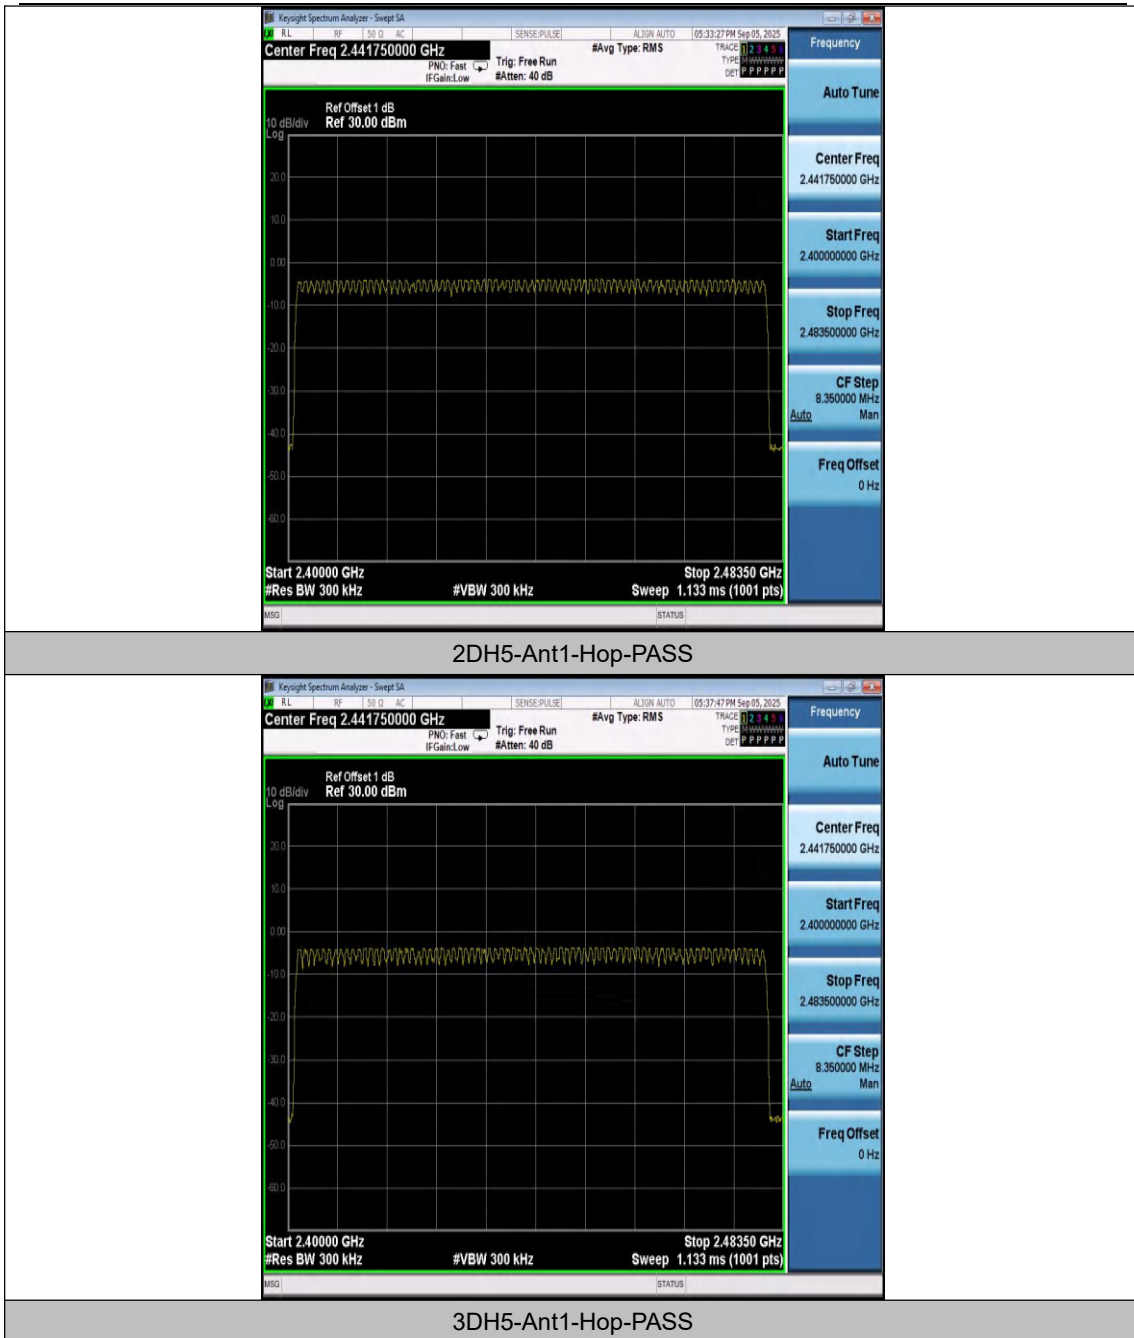 Keysight Spectrum Analyzer - Swept SA
RL RF 50 Ω AC SENSE:PULSE ALIGN AUTO 05:33:27 PM Sep 05, 2025
Center Freq 2.441750000 GHz #Avg Type: RMS TRACE 1 2 3 4 5 6
PNO: Fast Trig: Free Run TYPE M WWWWW
IFGain:Low #Atten: 40 dB DET P P P P P P
Frequency
Auto Tune
Center Freq
2.441750000 GHz
Start Freq
2.400000000 GHz
Stop Freq
2.483500000 GHz
CF Step
8.350000 MHz
Auto Man
Freq Offset
0 Hz
Ref Offset 1 dB
10 dB/div Ref 30.00 dBm
Log
20.0
10.0
0.00
-10.0
-20.0
-30.0
-40.0
-50.0
-60.0
Start 2.40000 GHz Stop 2.48350 GHz
#Res BW 300 kHz #VBW 300 kHz Sweep 1.133 ms (1001 pts)
MSG STATUS
2DH5-Ant1-Hop-PASS
Keysight Spectrum Analyzer - Swept SA
RL RF 50 Ω AC SENSE:PULSE ALIGN AUTO 05:37:47 PM Sep 05, 2025
Center Freq 2.441750000 GHz #Avg Type: RMS TRACE 1 2 3 4 5 6
PNO: Fast Trig: Free Run TYPE M WWWWW
IFGain:Low #Atten: 40 dB DET P P P P P P
Frequency
Auto Tune
Center Freq
2.441750000 GHz
Start Freq
2.400000000 GHz
Stop Freq
2.483500000 GHz
CF Step
8.350000 MHz
Auto Man
Freq Offset
0 Hz
Ref Offset 1 dB
10 dB/div Ref 30.00 dBm
Log
20.0
10.0
0.00
-10.0
-20.0
-30.0
-40.0
-50.0
-60.0
Start 2.40000 GHz Stop 2.48350 GHz
#Res BW 300 kHz #VBW 300 kHz Sweep 1.133 ms (1001 pts)
MSG STATUS
3DH5-Ant1-Hop-PASS